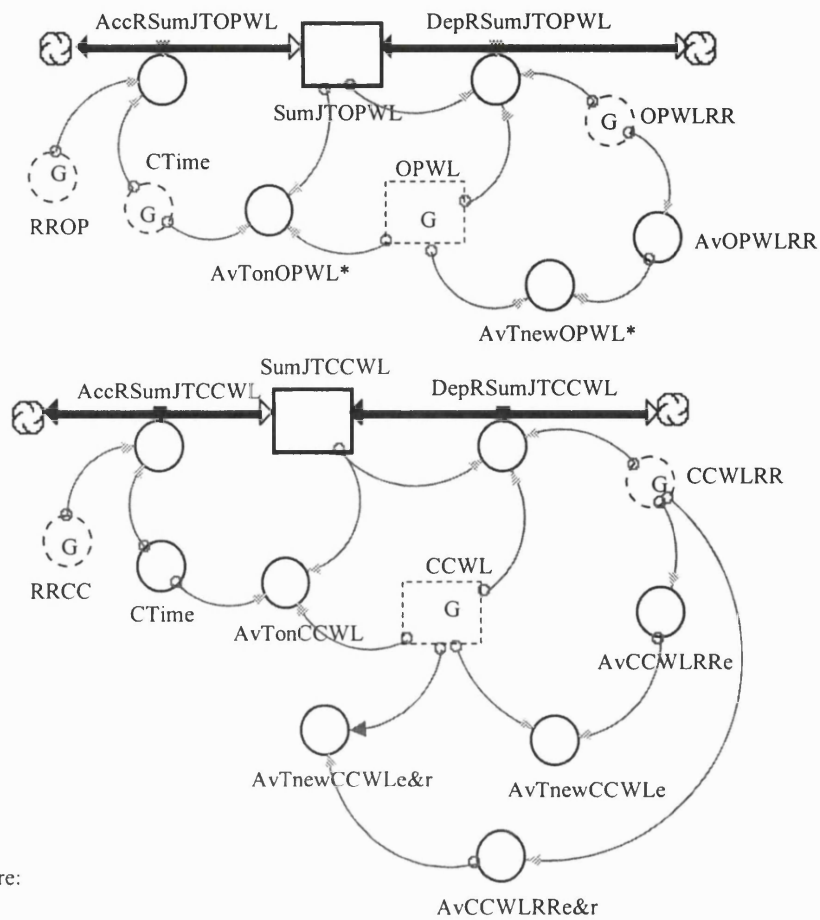 AccRSumJTOPWL
DepRSumJTOPWL
SumJTOPWL
G
OPWLRR
CTime
OPWL
G
G
G
RROP
AvOPWLRR
AvTonOPWL*
AvTnewOPWL*
SumJTCCWL
AccRSumJTCCWL
DepRSumJTCCWL
G
CCWLRR
G
CCWL
RRCC
CTime
G
AvTonCCWL
AvCCWLRRe
AvTnewCCWLe&r
AvTnewCCWLe
re:
AvCCWLRRe&r